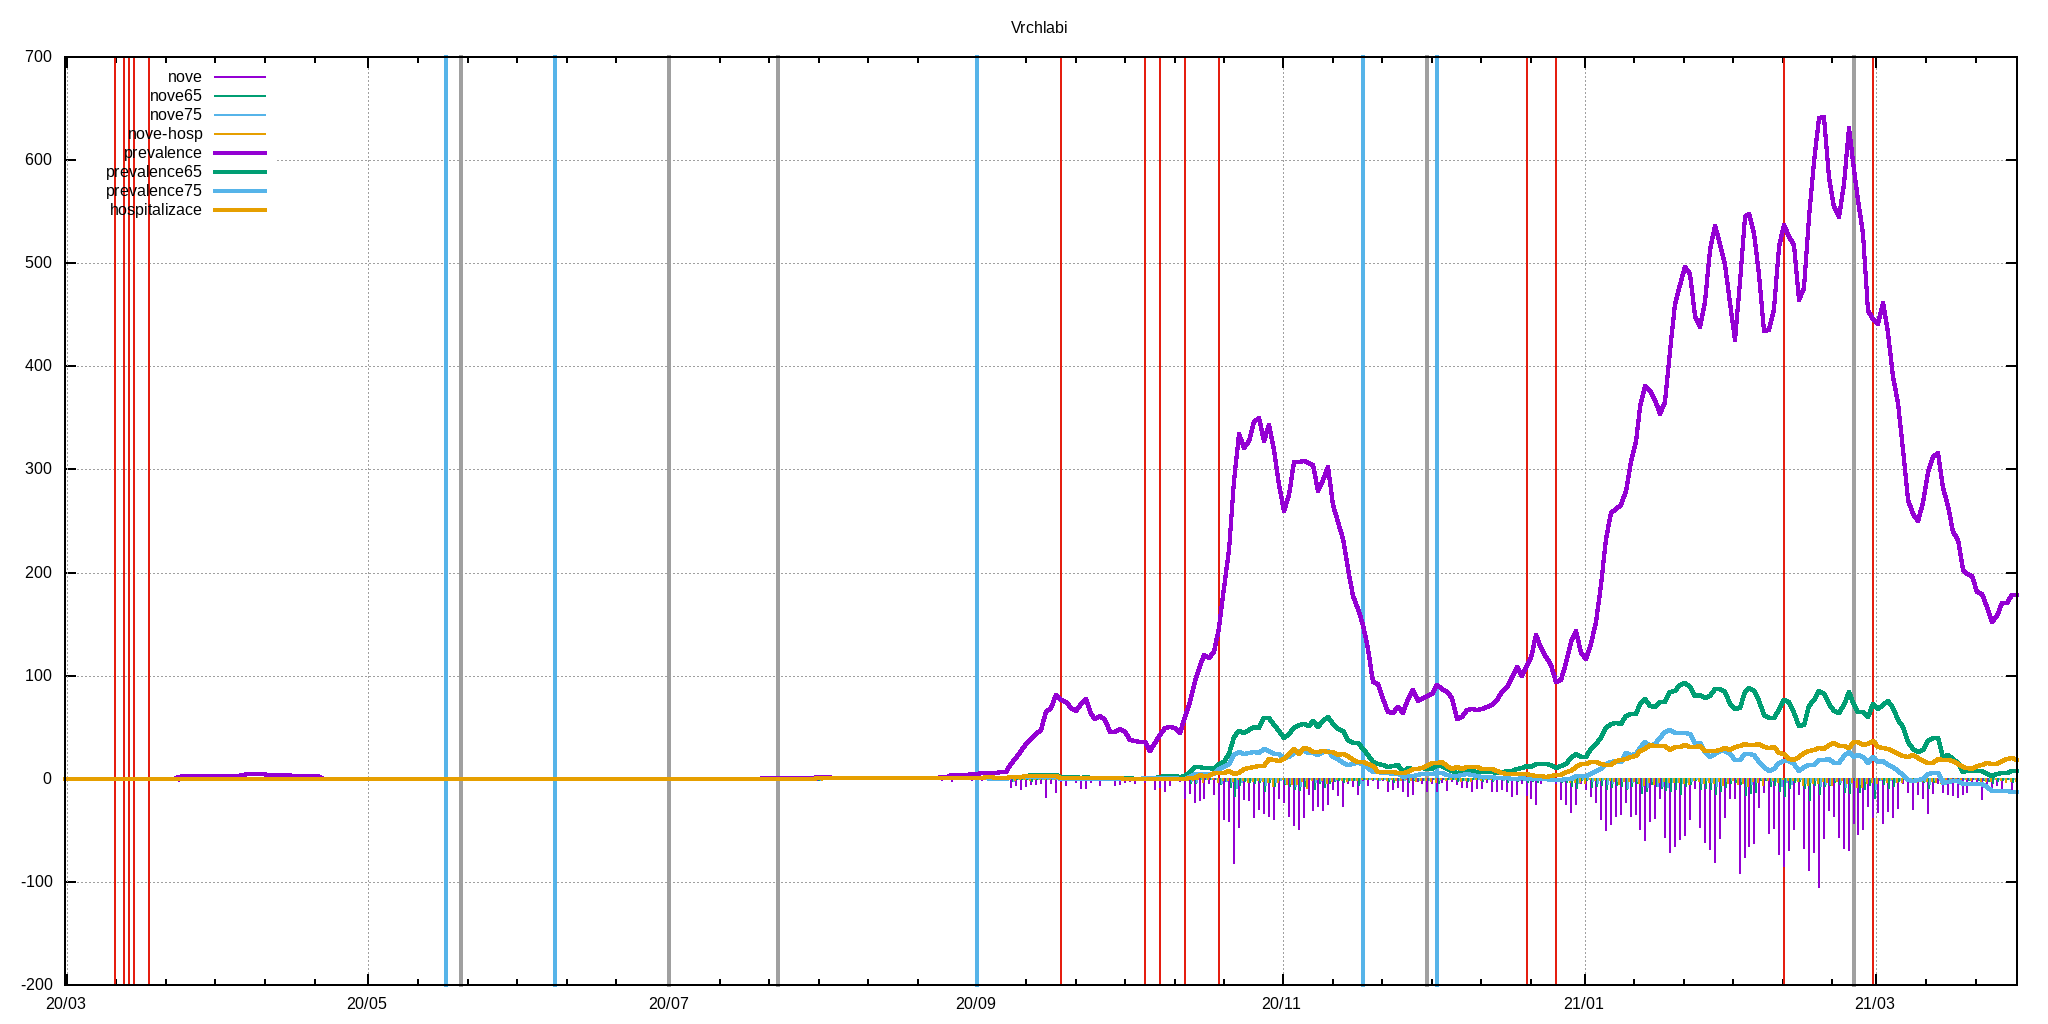 Vrchlabi
700
600
500
400
300
200
100
0
-100
-200
nove
nove65
nove75
nove-hosp
prevalence
prevalence65
prevalence75
hospitalizace
20/03 20/05 20/07 20/09 20/11 21/01 21/03